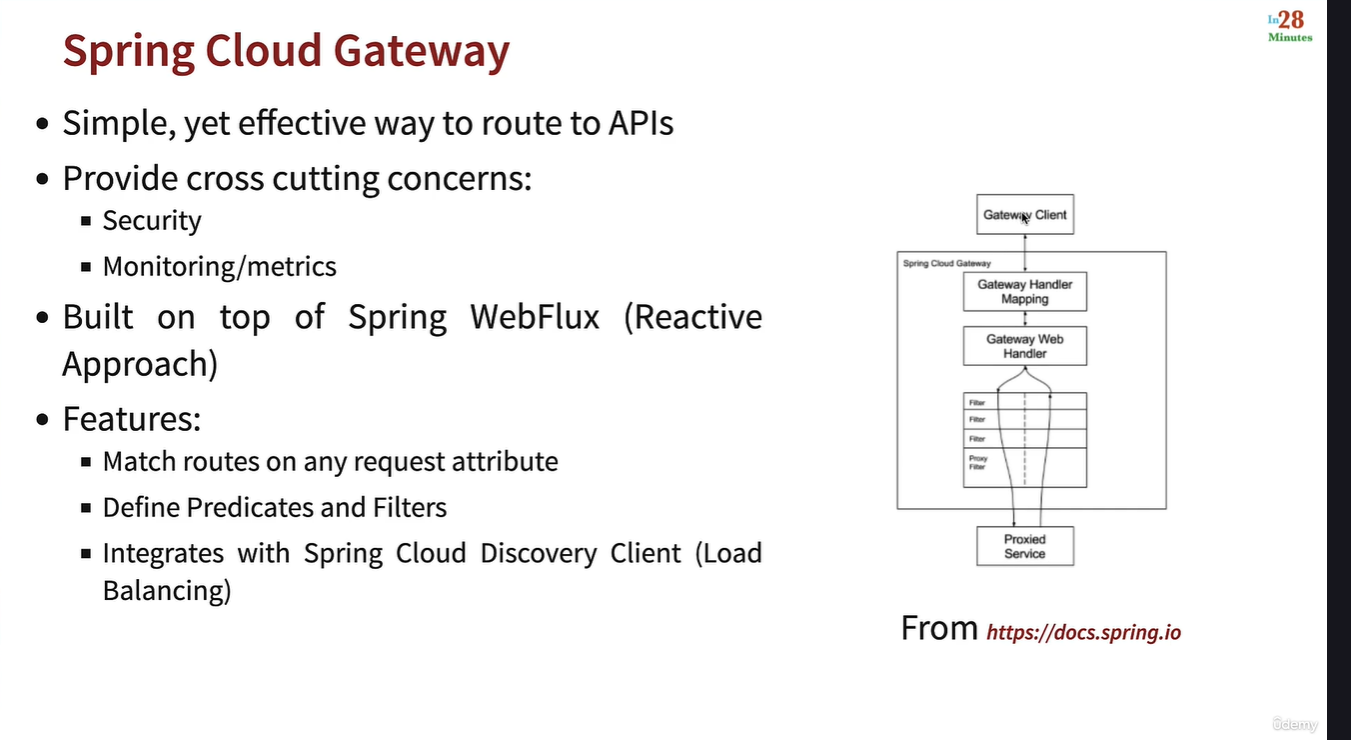 Spring Cloud Gateway
In28
Minutes
Simple, yet effective way to route to APIs
Provide cross cutting concerns:
Security
Monitoring/metrics
Built on top of Spring WebFlux (Reactive
Approach)
Features:
Match routes on any request attribute
Define Predicates and Filters
Integrates with Spring Cloud Discovery Client (Load
Balancing)
Gateway Client
Spring Cloud Gateway
Gateway Handler
Mapping
Gateway Web
Handler
Filter
Filter
Filter
Proxy
Filter
Proxied
Service
From https://docs.spring.io
ûdemy